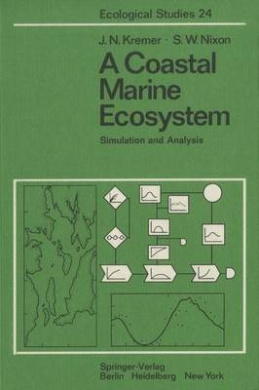 Ecological Studies 24
J. N. Kremer · S. W. Nixon
A Coastal
Marine
Ecosystem
Simulation and Analysis
Springer-Verlag
Berlin Heidelberg New York